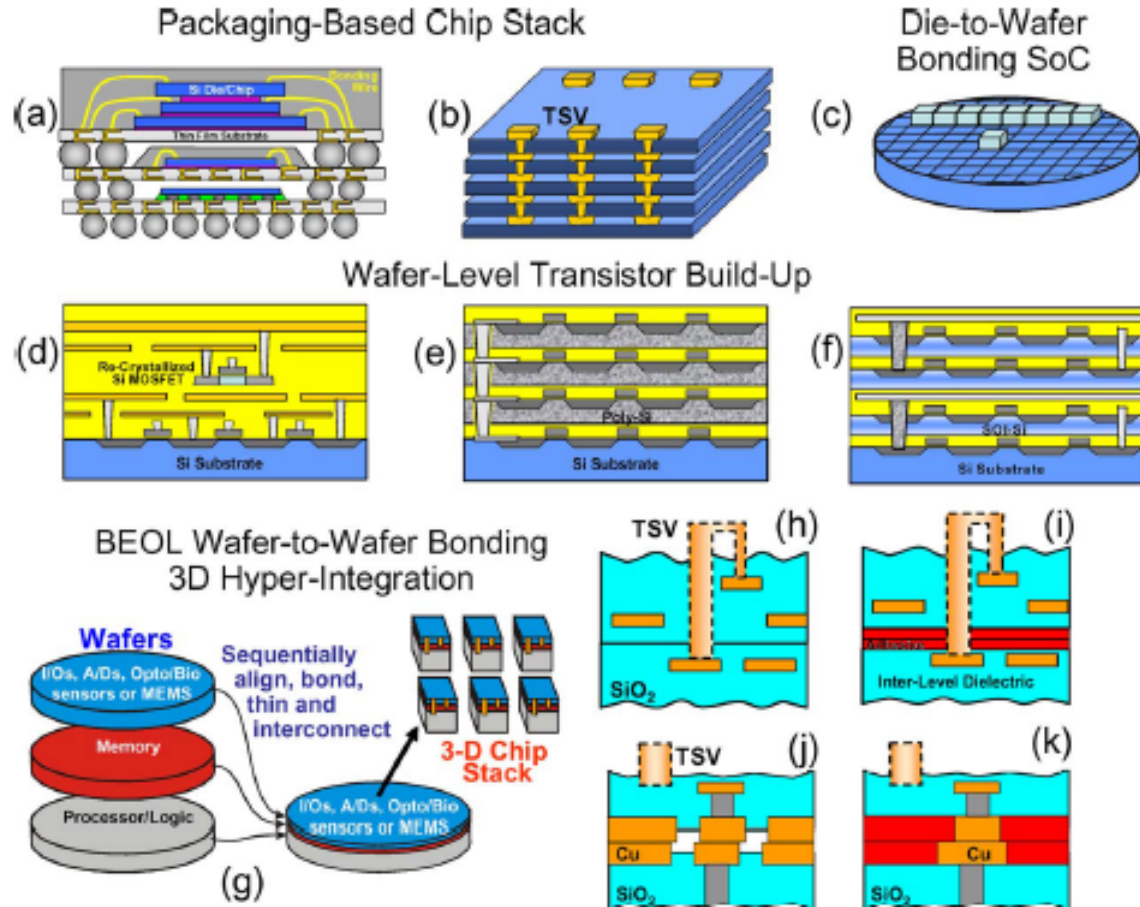 Packaging-Based Chip Stack
Die-to-Wafer
Bonding SoC
(a)
Bonding
Wire
Si Die/Chip
Thin Film Substrate
(b)
TSV
(c)
Wafer-Level Transistor Build-Up
(d)
Re-Crystallized
Si MOSFET
Si Substrate
(e)
Poly-Si
Si Substrate
(f)
SOI-Si
Si Substrate
BEOL Wafer-to-Wafer Bonding
3D Hyper-Integration
Wafers
I/Os, A/Ds, Opto/Bio
sensors or MEMS
Memory
Processor/Logic
Sequentially
align, bond,
thin and
interconnect
3-D Chip
Stack
I/Os, A/Ds, Opto/Bio
sensors or MEMS
(g)
TSV
(h)
SiO2
(i)
Adhesive
Inter-Level Dielectric
TSV
(j)
Cu
SiO2
(k)
Cu
SiO2